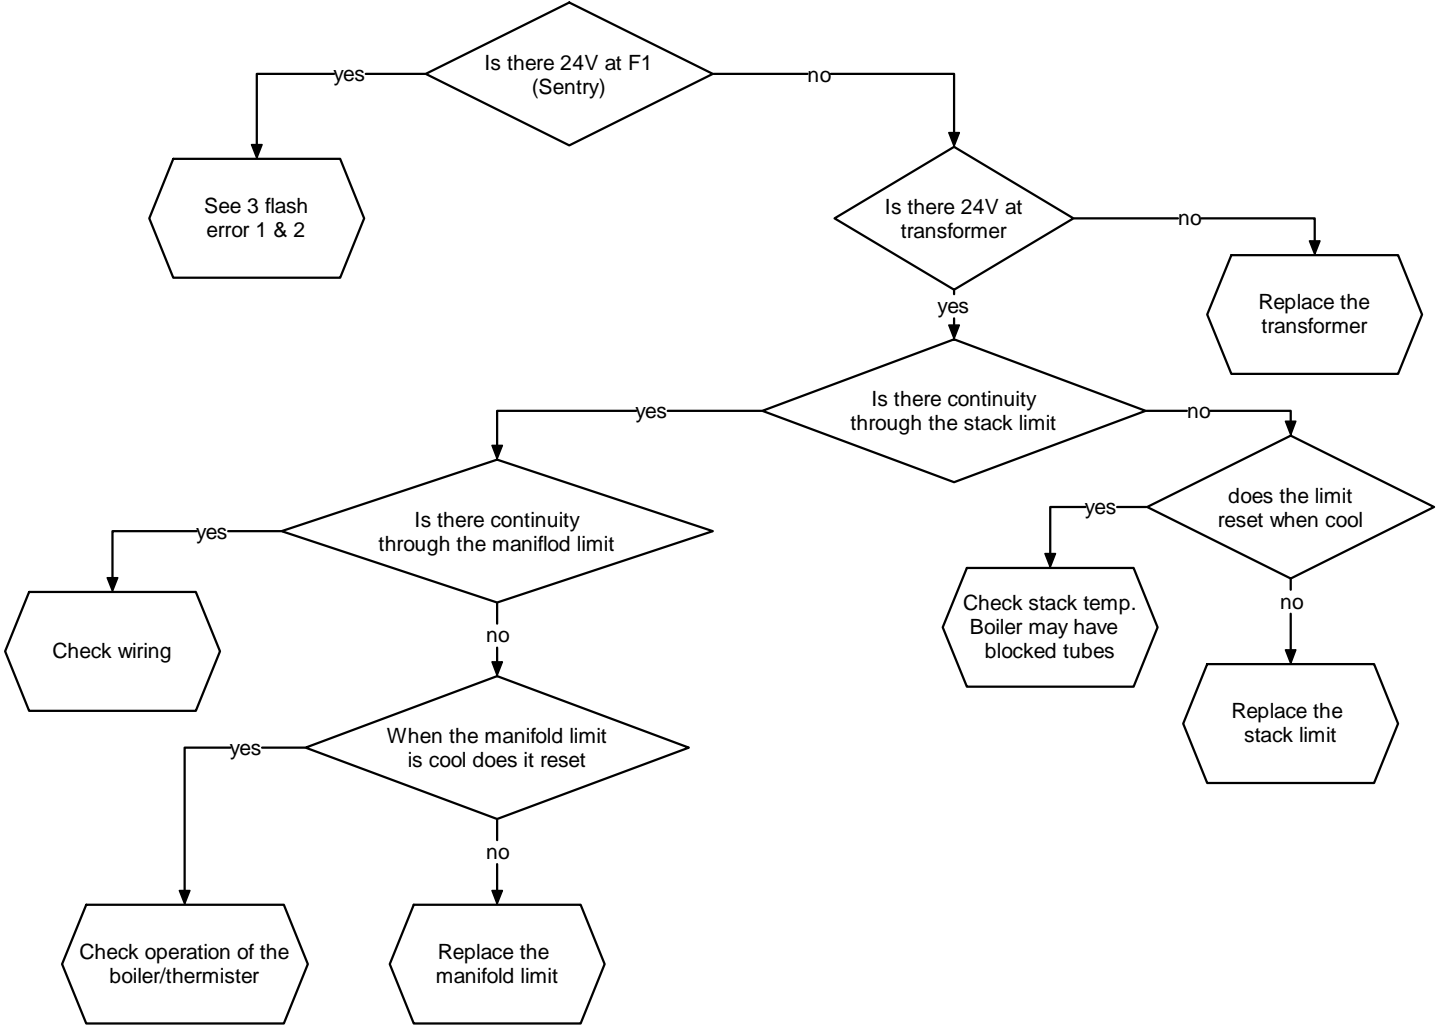 Is there 24V at F1
(Sentry)
yes
no
See 3 flash
error 1 & 2
Is there 24V at
transformer
no
yes
Replace the
transformer
Is there continuity
through the stack limit
yes
no
does the limit
reset when cool
yes
no
Is there continuity
through the maniflod limit
yes
no
Check stack temp.
Boiler may have
blocked tubes
Check wiring
Replace the
stack limit
When the manifold limit
is cool does it reset
yes
no
Check operation of the
boiler/thermister
Replace the
manifold limit